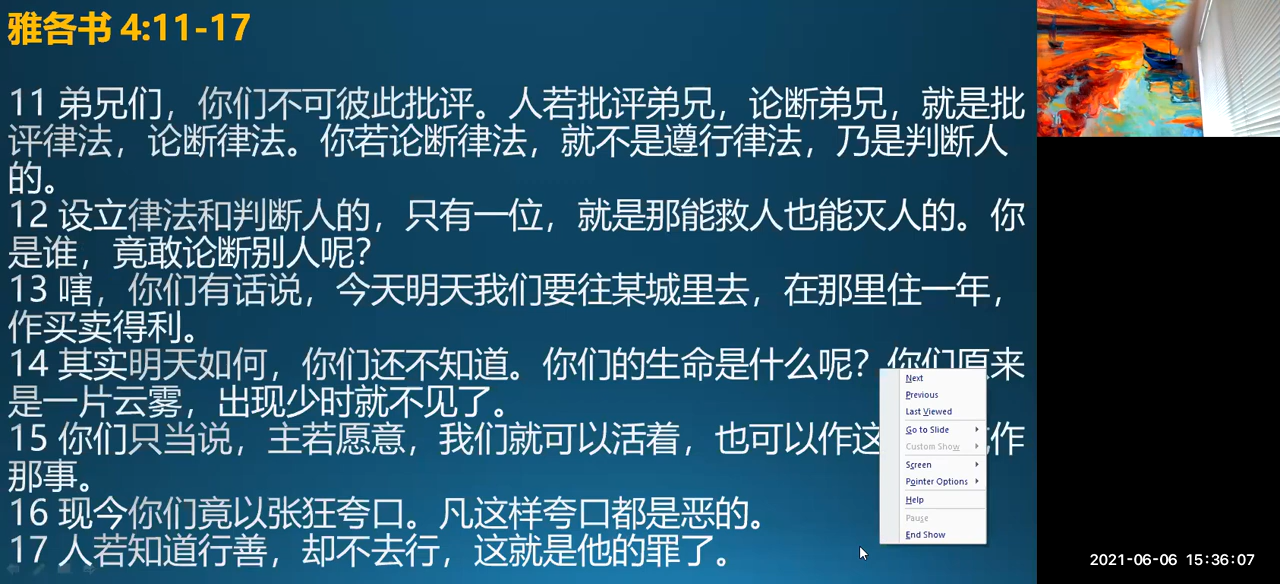 雅各书 4:11-17
11 弟兄们，你们不可彼此批评。人若批评弟兄，论断弟兄，就是批
评律法，论断律法。你若论断律法，就不是遵行律法，乃是判断人
的。
12 设立律法和判断人的，只有一位，就是那能救人也能灭人的。你
是谁，竟敢论断别人呢？
13 嗐，你们有话说，今天明天我们要往某城里去，在那里住一年，
作买卖得利。
14 其实明天如何，你们还不知道。你们的生命是什么呢？你们原来
是一片云雾，出现少时就不见了。
15 你们只当说，主若愿意，我们就可以活着，也可以作这 作
那事。
16 现今你们竟以张狂夸口。凡这样夸口都是恶的。
17 人若知道行善，却不去行，这就是他的罪了。
Next
Previous
Last Viewed
Go to Slide
Custom Show
Screen
Pointer Options
Help
Pause
End Show
2021-06-06 15:36:07